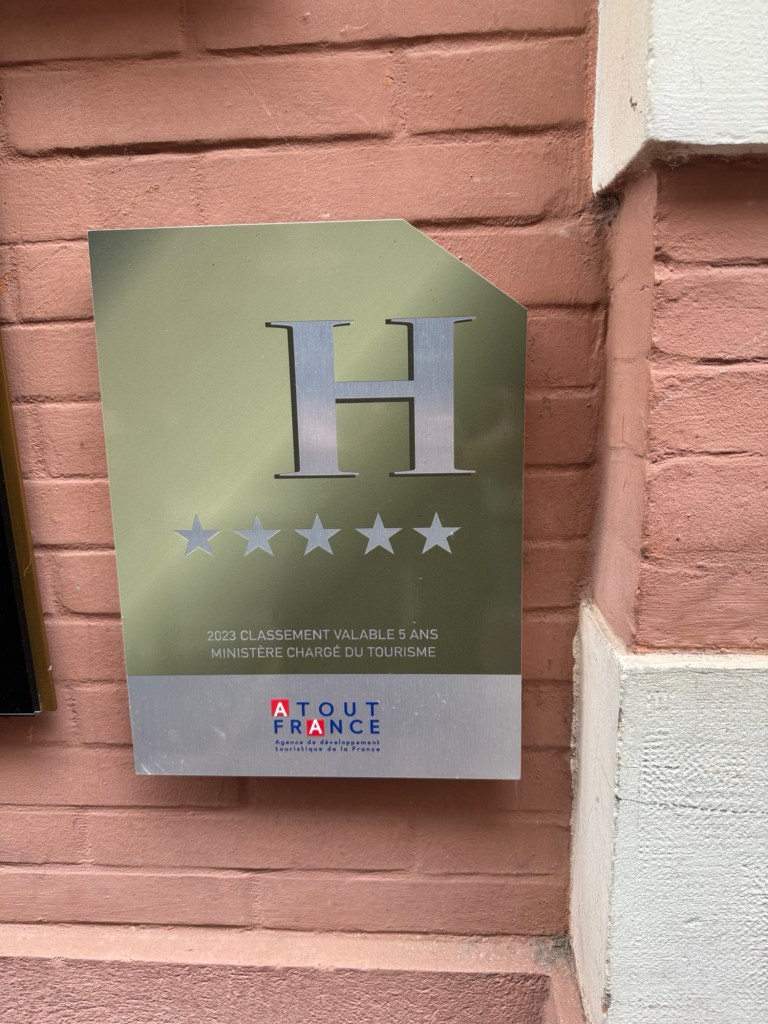 H
2023 CLASSEMENT VALABLE 5 ANS
MINISTÈRE CHARGÉ DU TOURISME
ATOUT
FRANCE
Agence de développement
touristique de la France